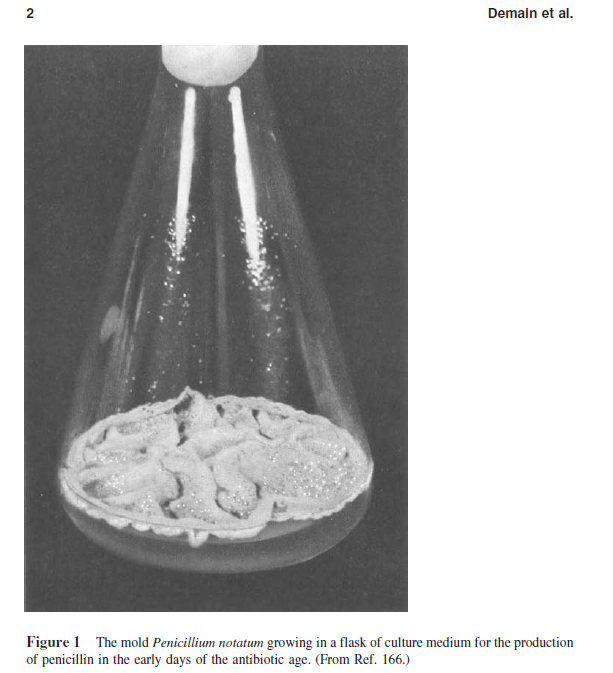 2
Demain et al.
Figure 1 The mold Penicillium notatum growing in a flask of culture medium for the production
of penicillin in the early days of the antibiotic age. (From Ref. 166.)